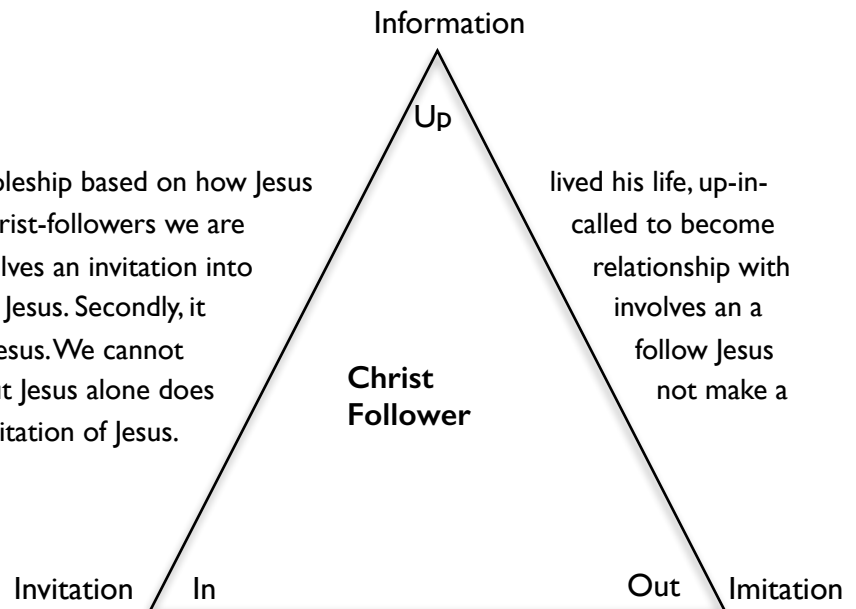 Information
Up
pleship based on how Jesus lived his life, up-in-
rist-followers we are called to become
lves an invitation into relationship with
Jesus. Secondly, it involves an a
esus. We cannot follow Jesus
ut Jesus alone does not make a
itation of Jesus.
Christ
Follower
Invitation In Out Imitation